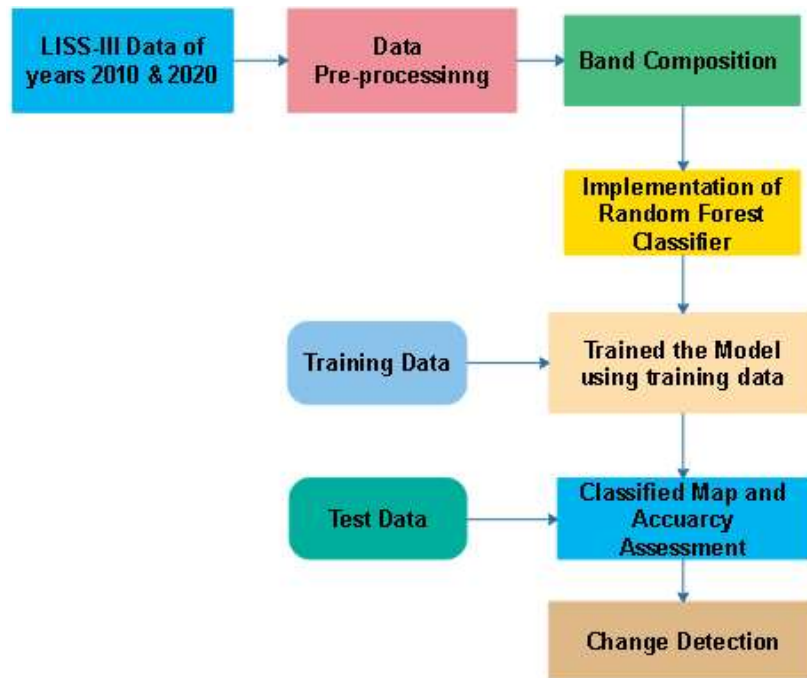 LISS-III Data of
years 2010 & 2020
Data
Pre-processinng
Band Composition
Implementation of
Random Forest
Classifier
Training Data
Trained the Model
using training data
Test Data
Classified Map and
Accuarcy
Assessment
Change Detection